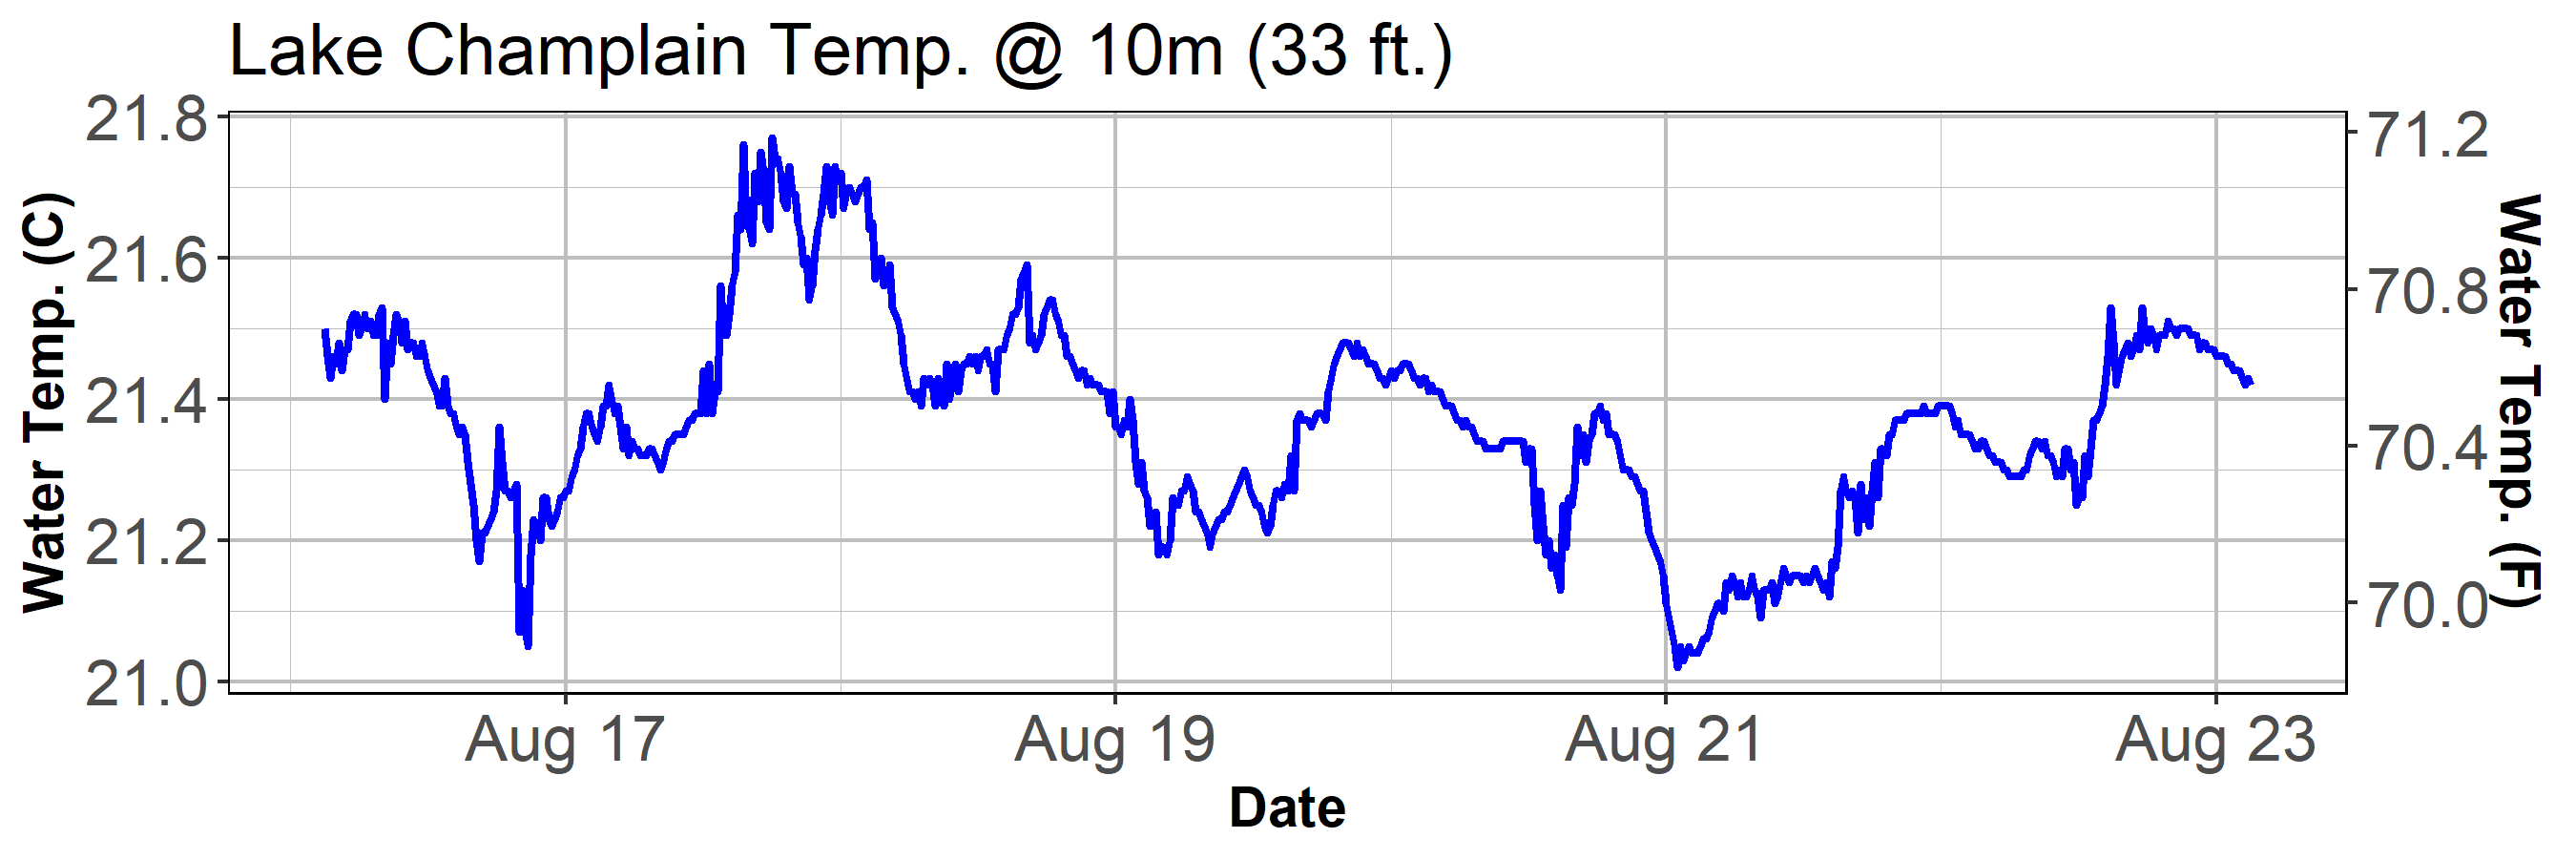 Lake Champlain Temp. @ 10m (33 ft.)
Water Temp. (C)
21.8
21.6
21.4
21.2
21.0
71.2
70.8
70.4
70.0
Water Temp. (F)
Aug 17 Aug 19 Aug 21 Aug 23
Date